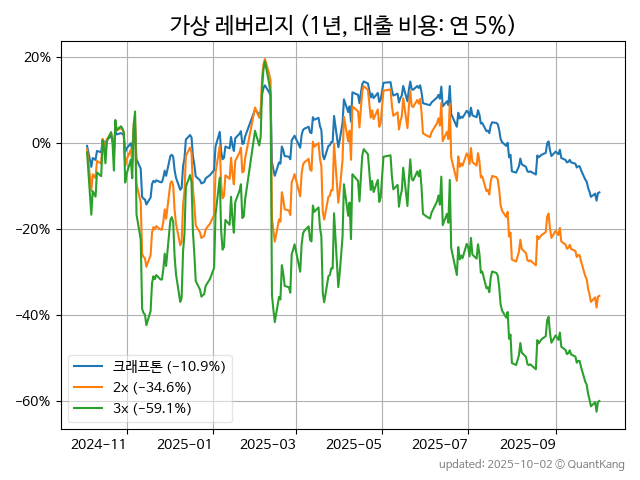 가상 레버리지 (1년, 대출 비용: 연 5%)
20%
0%
−20%
−40%
−60%
크래프톤 (−10.9%)
2x (−34.6%)
3x (−59.1%)
2024−11 2025−01 2025−03 2025−05 2025−07 2025−09
updated: 2025-10-02 © QuantKang